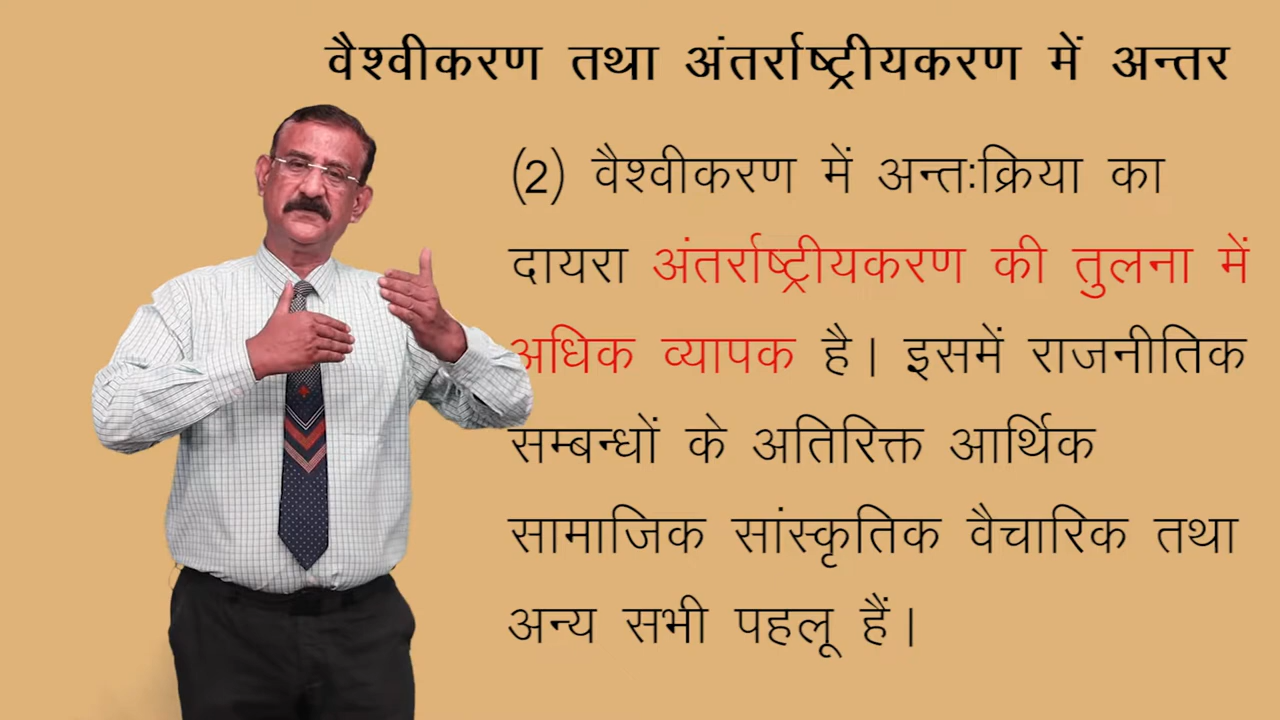 वैश्वीकरण तथा अंतर्राष्ट्रीयकरण में अन्तर
(2) वैश्वीकरण में अन्तःक्रिया का
दायरा अंतर्राष्ट्रीयकरण की तुलना में
अधिक व्यापक है। इसमें राजनीतिक
सम्बन्धों के अतिरिक्त आर्थिक
सामाजिक सांस्कृतिक वैचारिक तथा
अन्य सभी पहलू हैं।